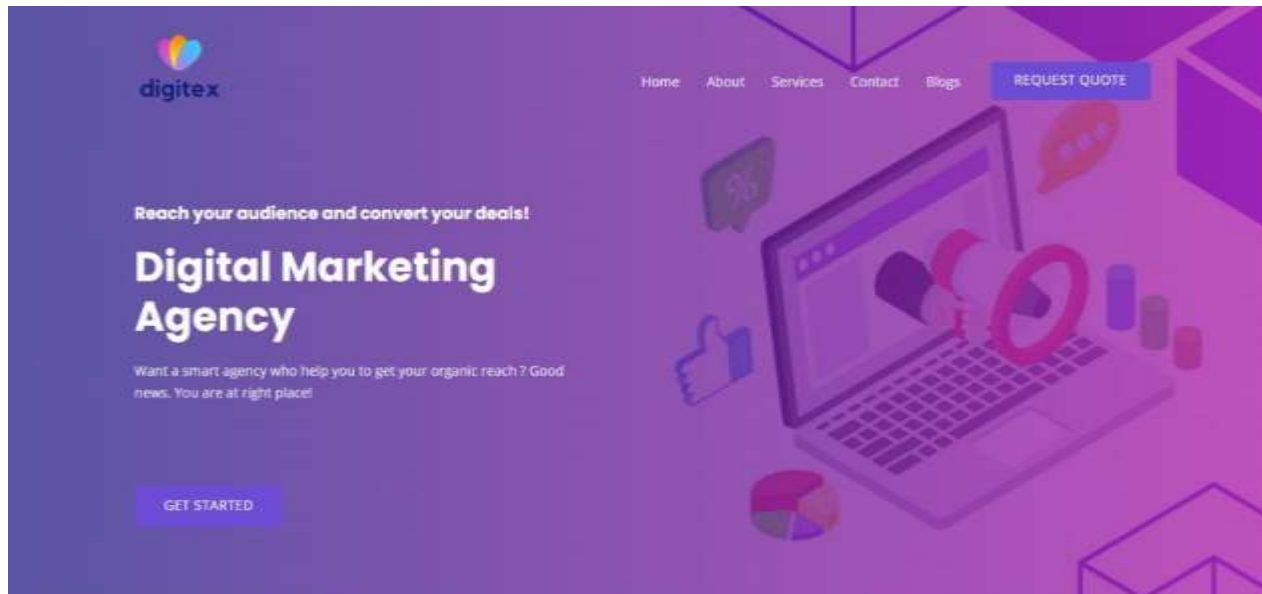 digitex
Home About Services Contact Blogs REQUEST QUOTE
%
Reach your audience and convert your deals!
Digital Marketing
Agency
Want a smart agency who help you to get your organic reach ? Good
news. You are at right place!
GET STARTED